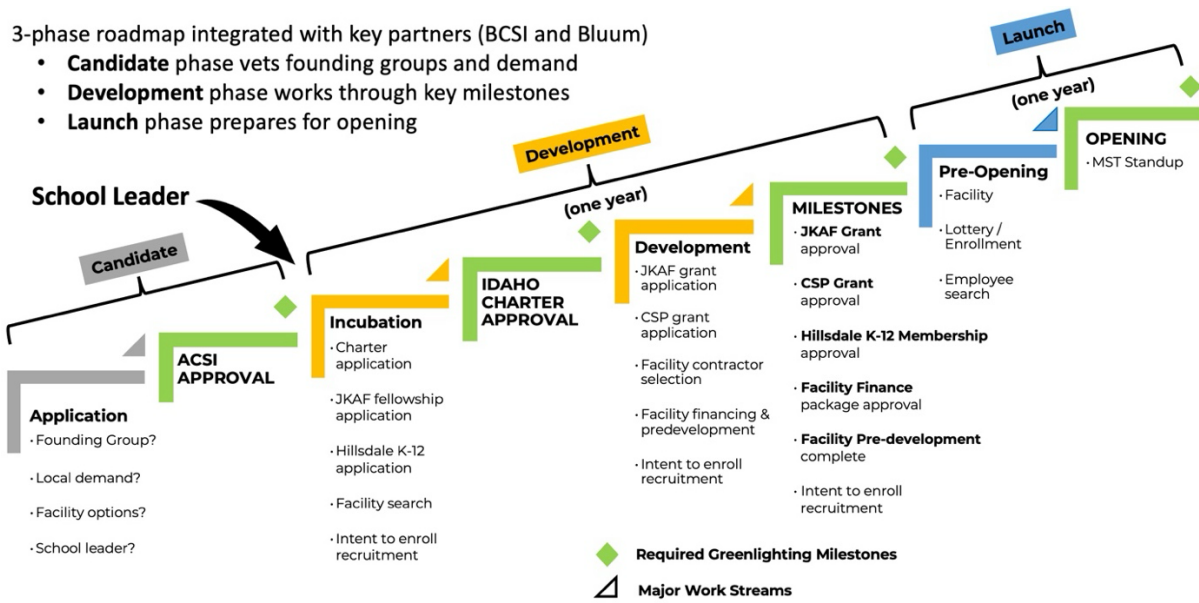 3-phase roadmap integrated with key partners (BCSI and Bluum)
• Candidate phase vets founding groups and demand
• Development phase works through key milestones
• Launch phase prepares for opening
School Leader
Candidate
Development
(one year)
Launch
(one year)
Application
· Founding Group?
· Local demand?
· Facility options?
· School leader?
ACSI
APPROVAL
Incubation
· Charter
application
· JKAF fellowship
application
· Hillsdale K-12
application
· Facility search
· Intent to enroll
recruitment
IDAHO
CHARTER
APPROVAL
Development
· JKAF grant
application
· CSP grant
application
· Facility contractor
selection
· Facility financing &
predevelopment
· Intent to enroll
recruitment
MILESTONES
· JKAF Grant
approval
· CSP Grant
approval
· Hillsdale K-12 Membership
approval
· Facility Finance
package approval
· Facility Pre-development
complete
· Intent to enroll
recruitment
Pre-Opening
· Facility
· Lottery /
Enrollment
· Employee
search
OPENING
· MST Standup
Required Greenlighting Milestones
Major Work Streams